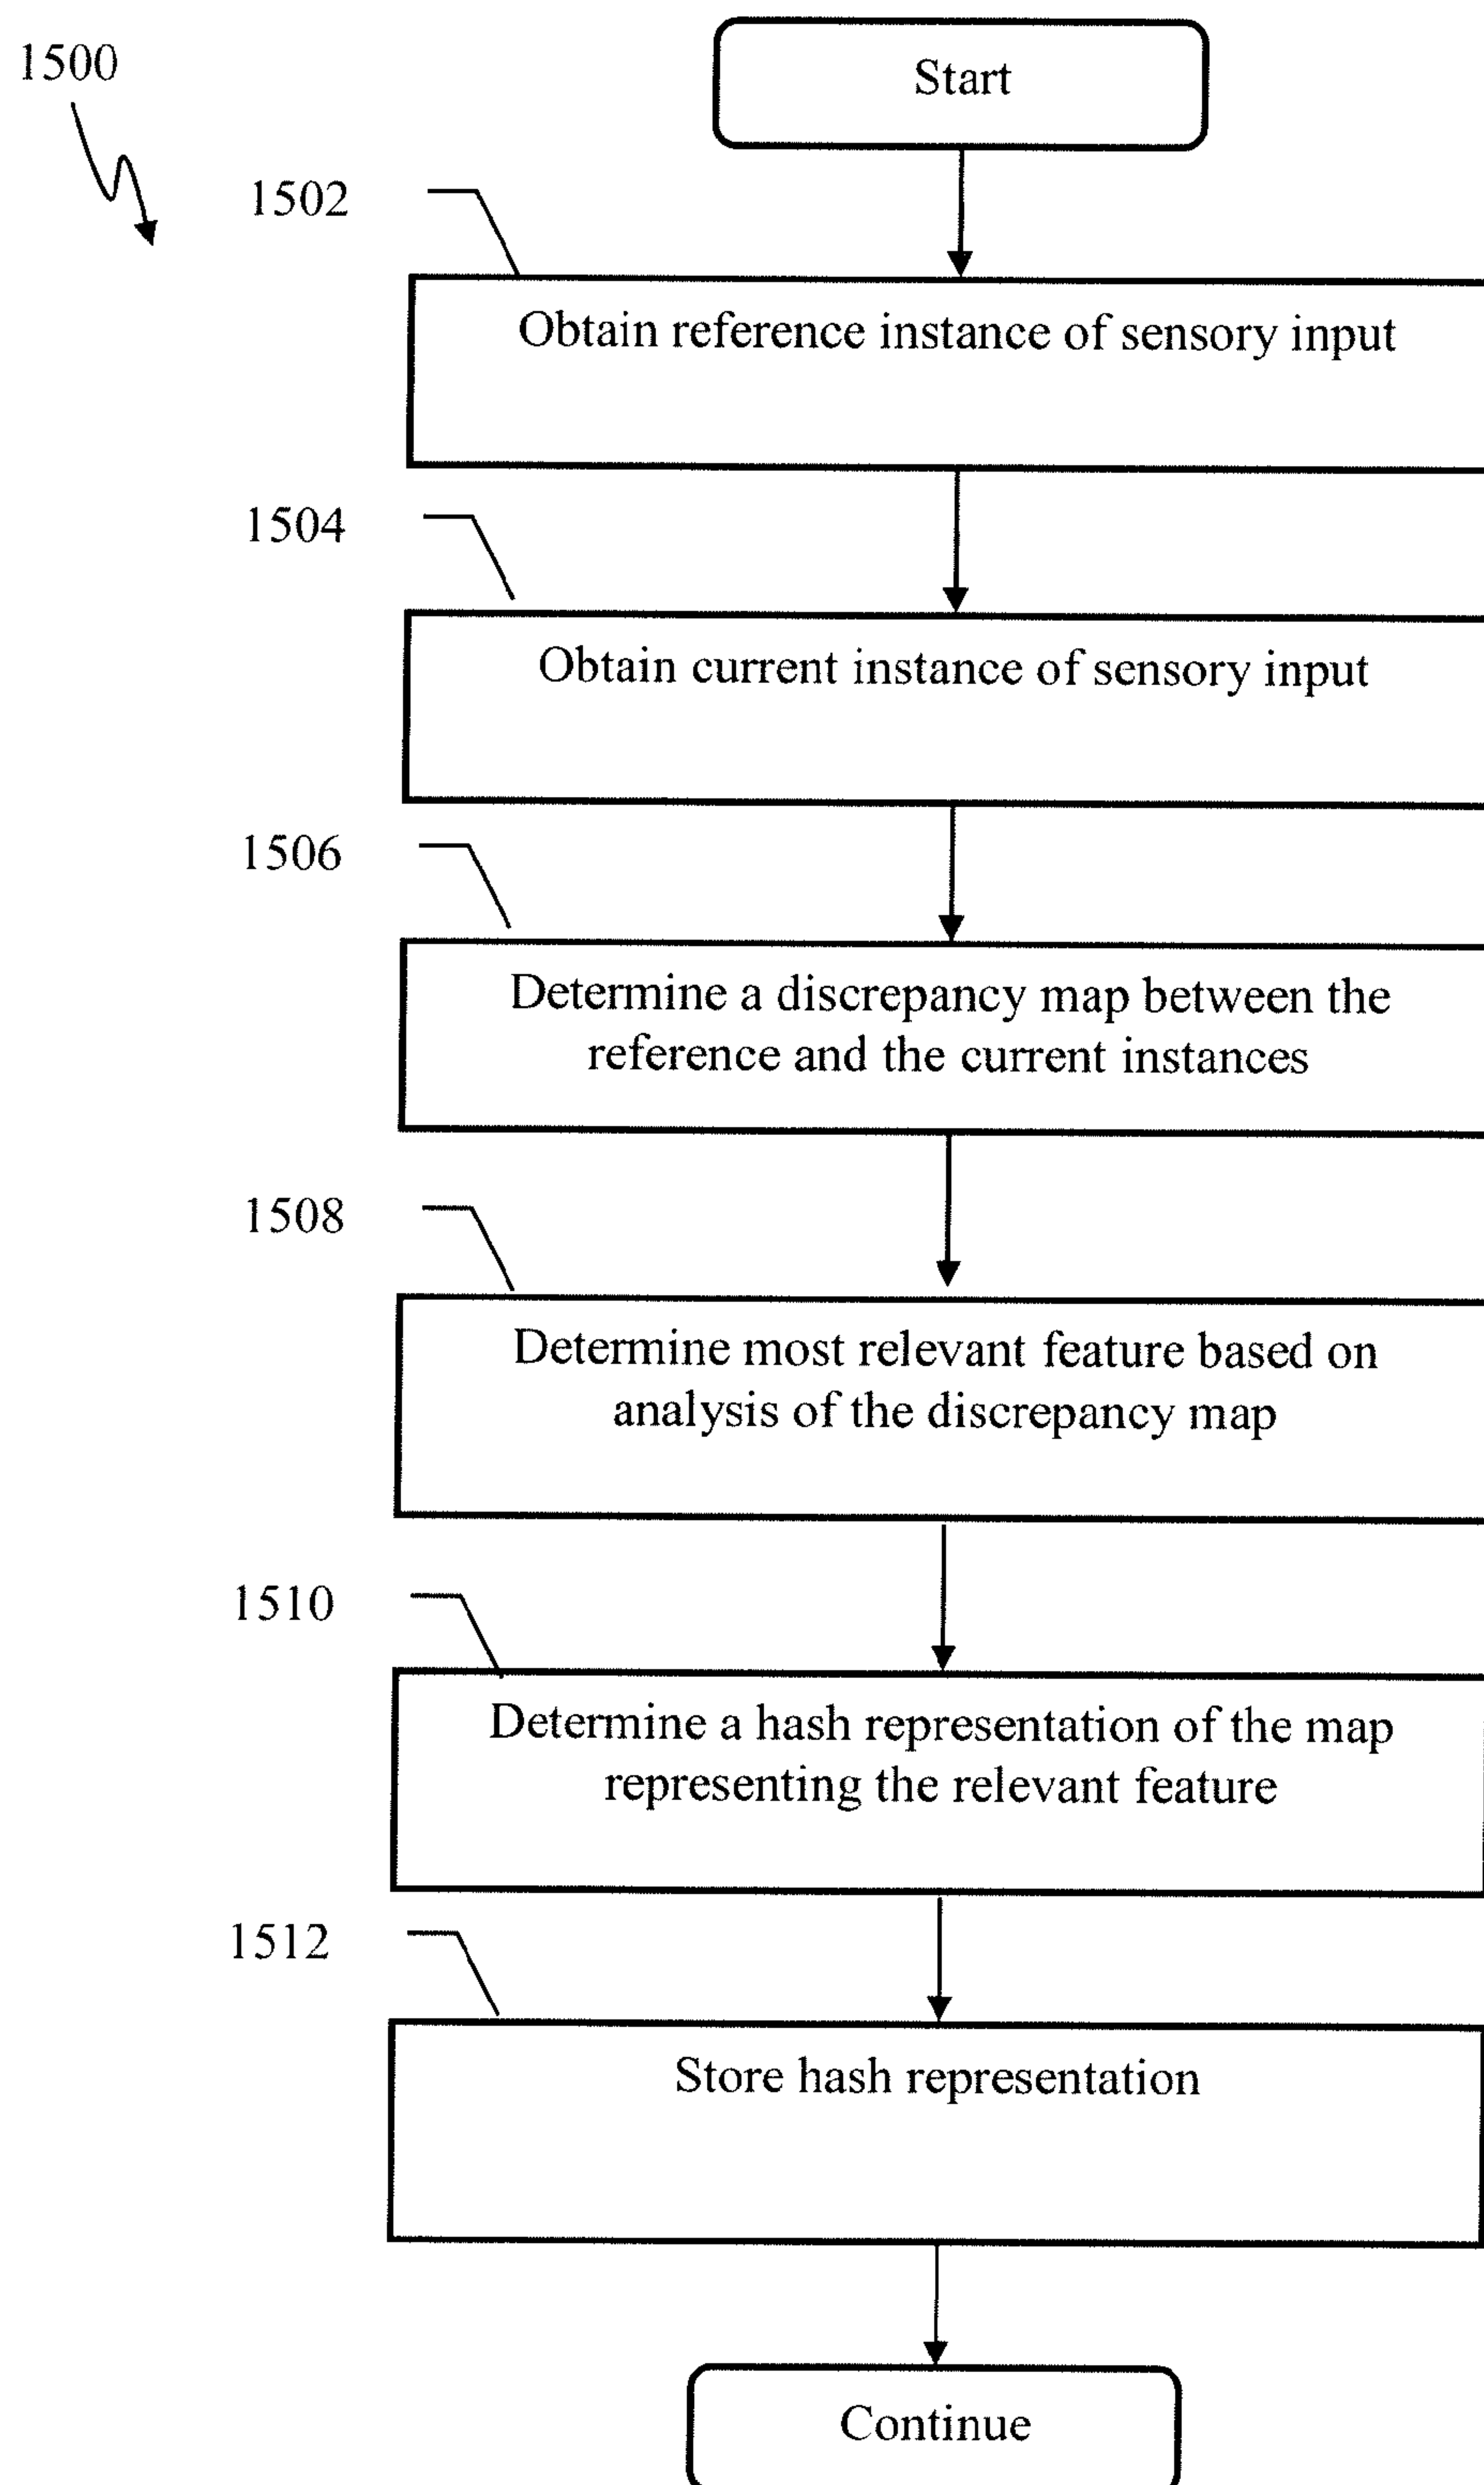 1500
Start
1502
Obtain reference instance of sensory input
1504
Obtain current instance of sensory input
1506
Determine a discrepancy map between the
reference and the current instances
1508
Determine most relevant feature based on
analysis of the discrepancy map
1510
Determine a hash representation of the map
representing the relevant feature
1512
Store hash representation
Continue